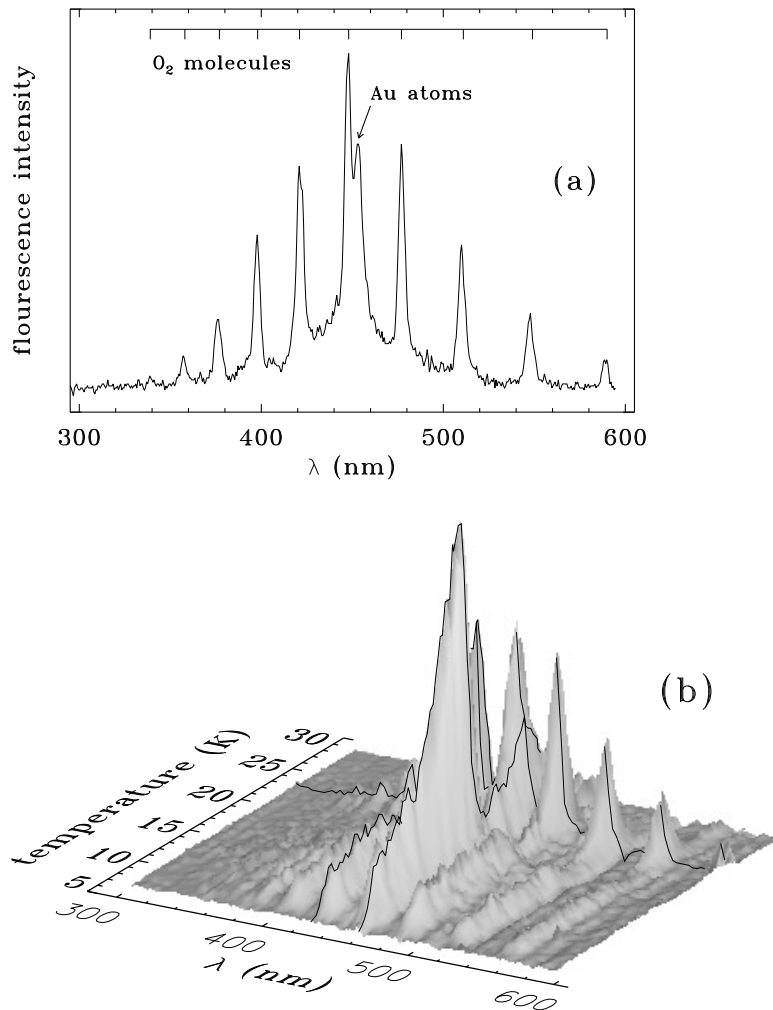 O₂ molecules
Au atoms
(a)
flourescence intensity
300 400 500 600
λ (nm)
(b)
temperature (K)
30
25
20
15
10
5
300 400 500 600
λ (nm)